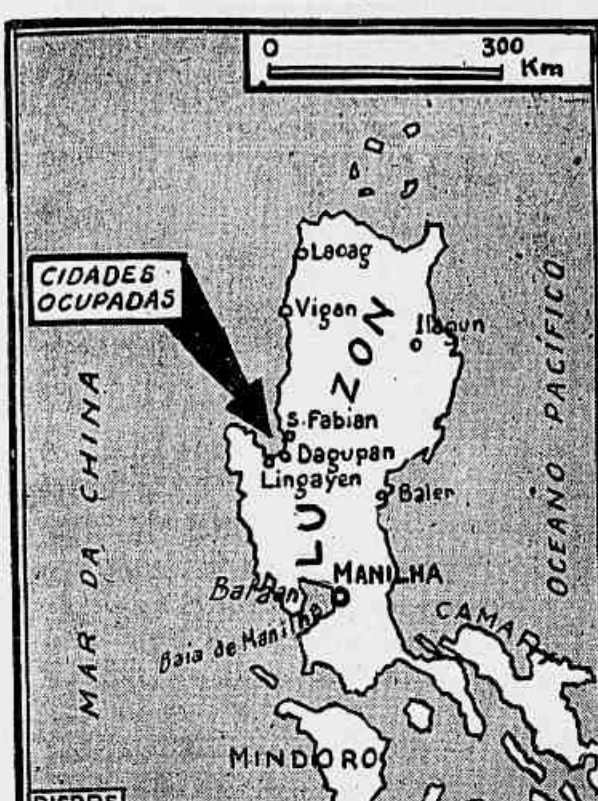 0 300
Km
Laoag
CIDADES
OCUPADAS
Vigan
Ilagun
LUZON
OCEANO PACÍFICO
MAR DA CHINA
S. Fabian
Dagupan
Lingayen
Baler
MANILHA
Bataan
Baia de Manilha
CAMAR
MINDORO